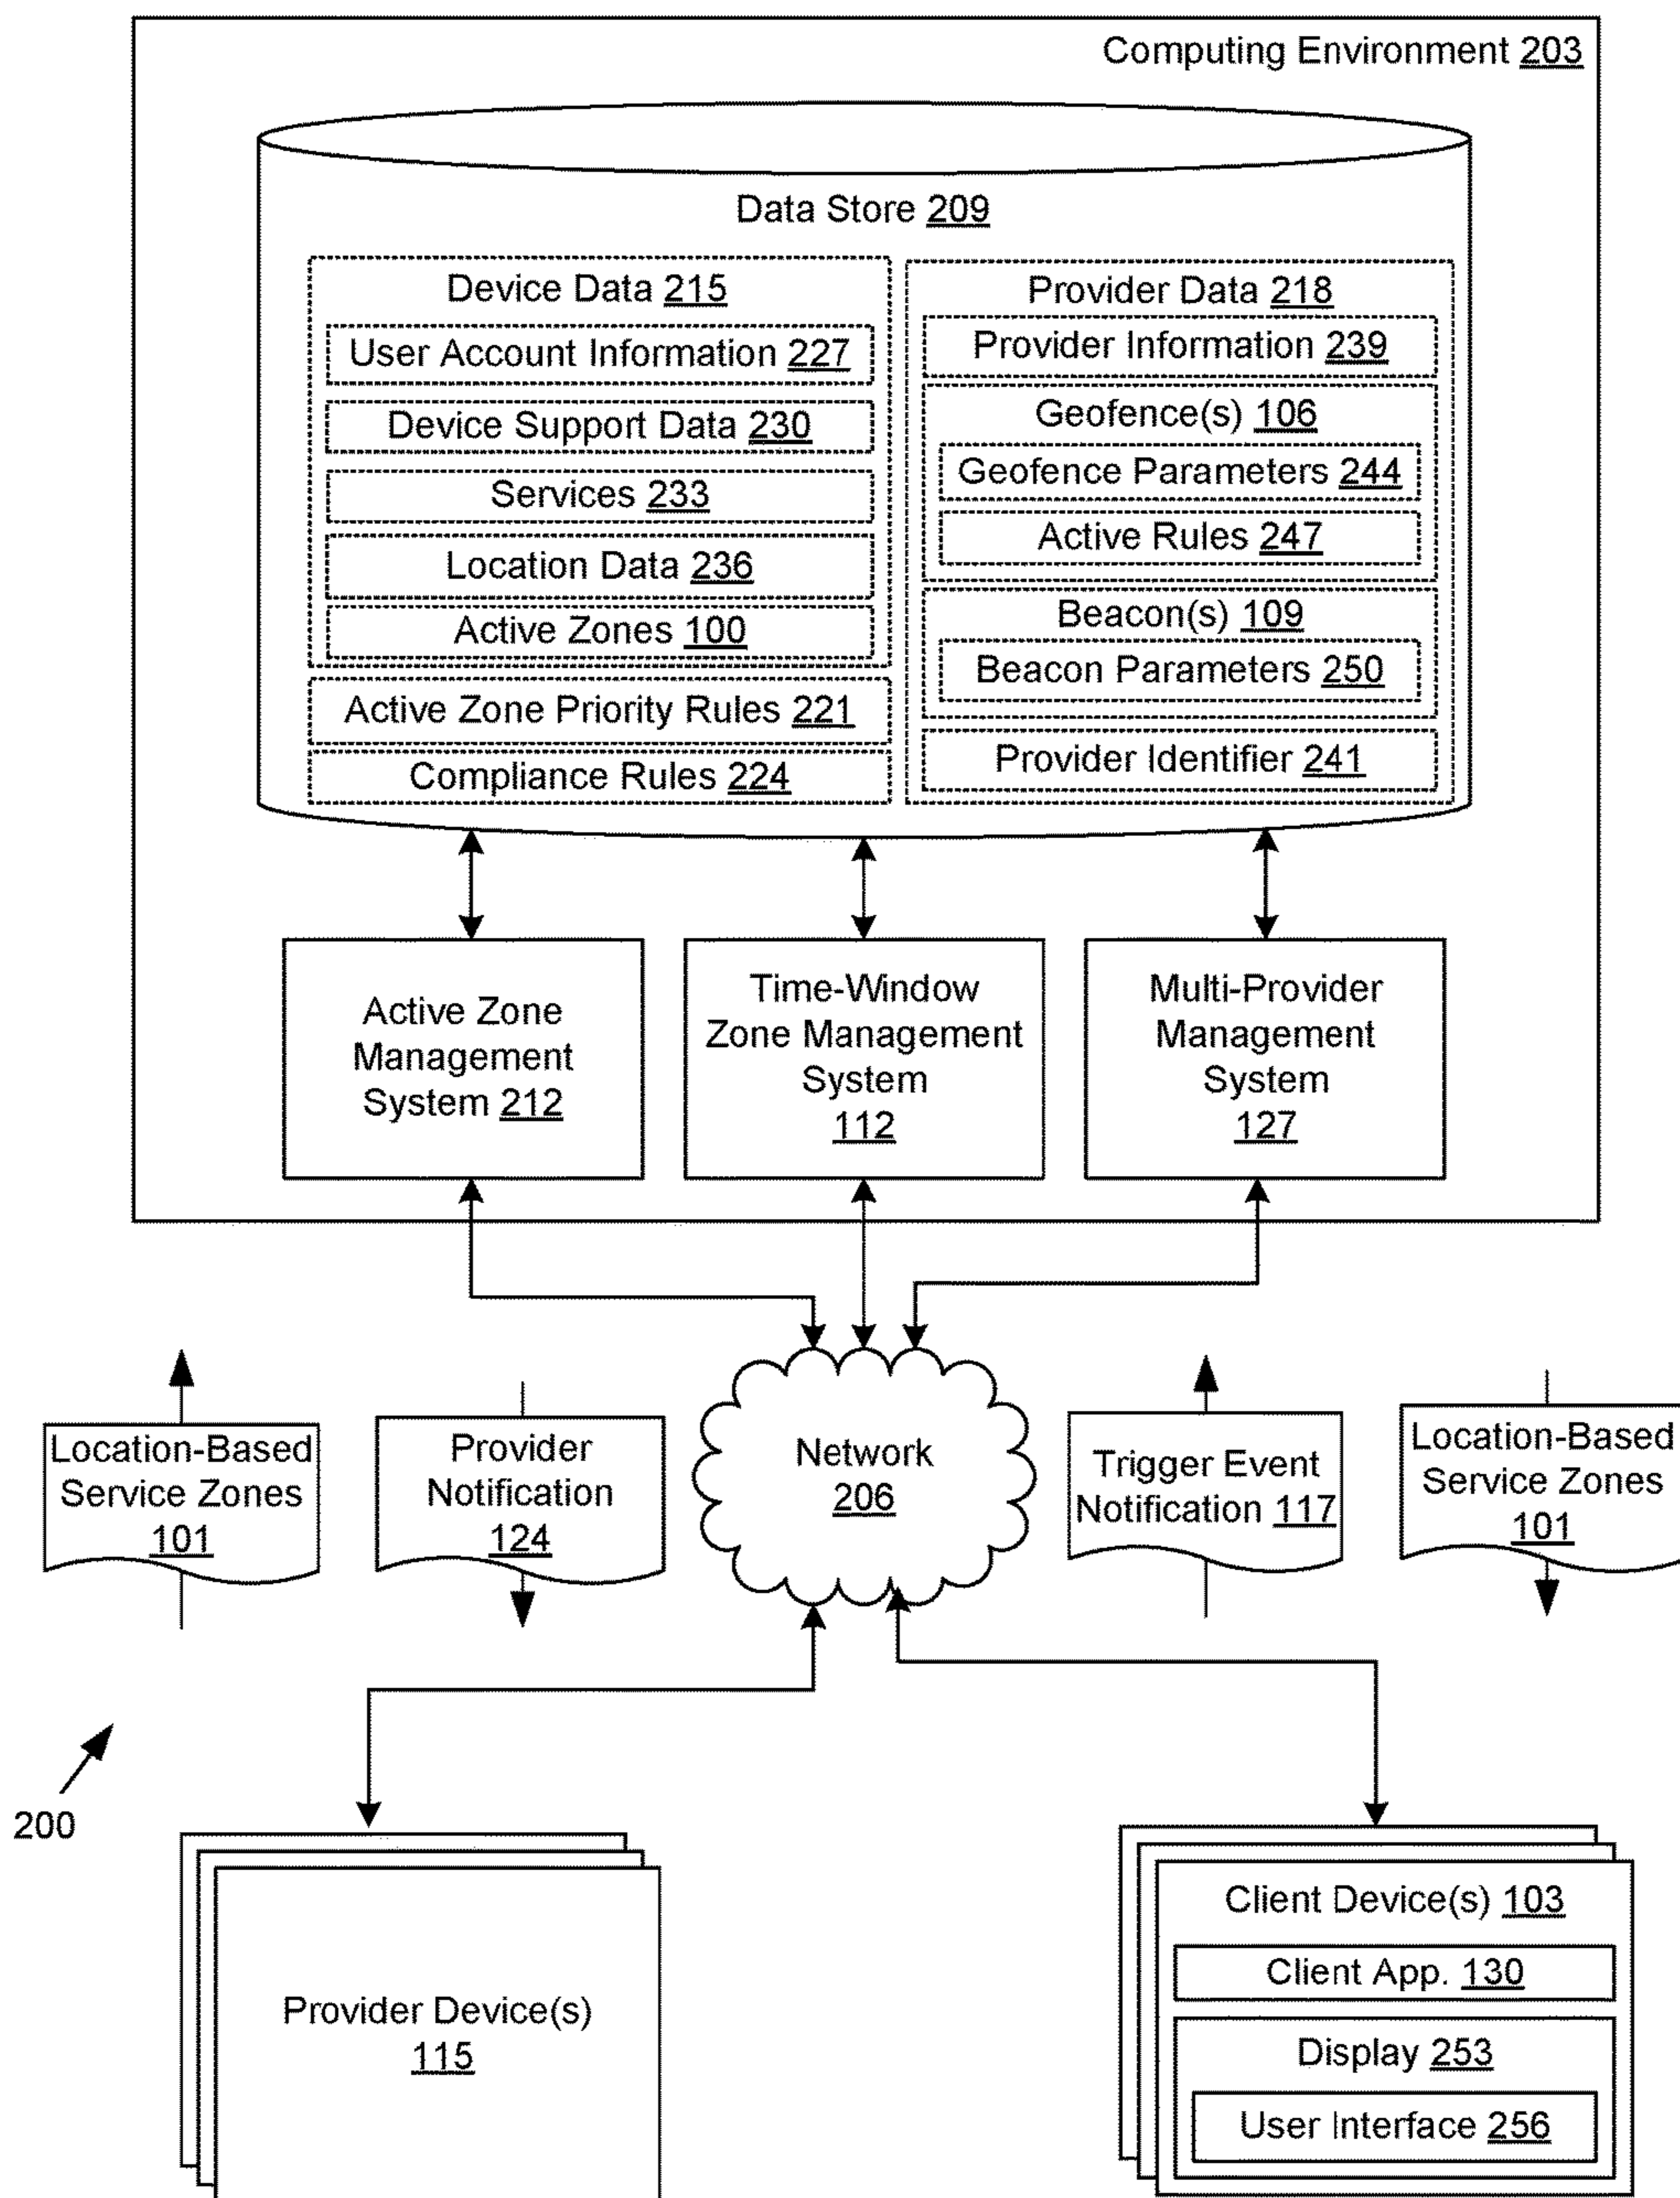 Computing Environment 203
Data Store 209
Device Data 215
User Account Information 227
Device Support Data 230
Services 233
Location Data 236
Active Zones 100
Active Zone Priority Rules 221
Compliance Rules 224
Provider Data 218
Provider Information 239
Geofence(s) 106
Geofence Parameters 244
Active Rules 247
Beacon(s) 109
Beacon Parameters 250
Provider Identifier 241
Active Zone
Management
System 212
Time-Window
Zone Management
System
112
Multi-Provider
Management
System
127
Location-Based
Service Zones
101
Provider
Notification
124
Network
206
Trigger Event
Notification 117
Location-Based
Service Zones
101
200
Provider Device(s)
115
Client Device(s) 103
Client App. 130
Display 253
User Interface 256